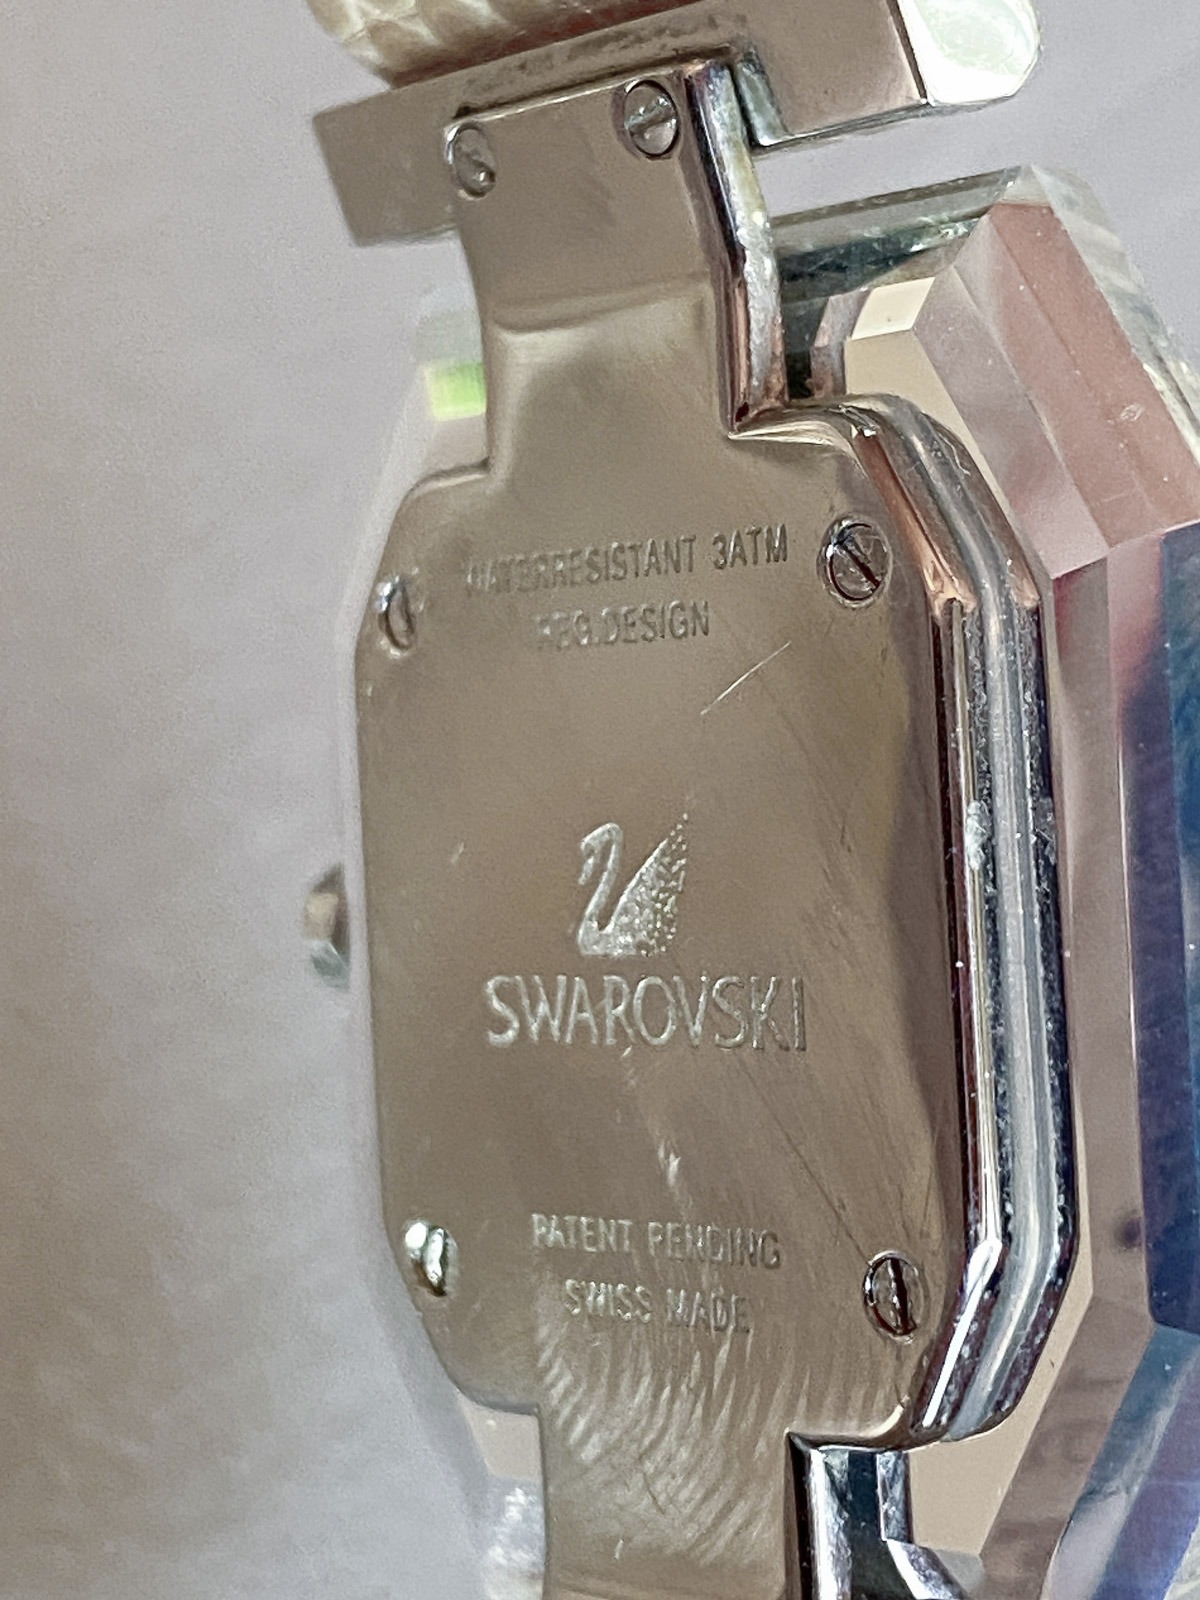 WATERRESISTANT 3ATM
REG.DESIGN
SWAROVSKI
PATENT PENDING
SWISS MADE